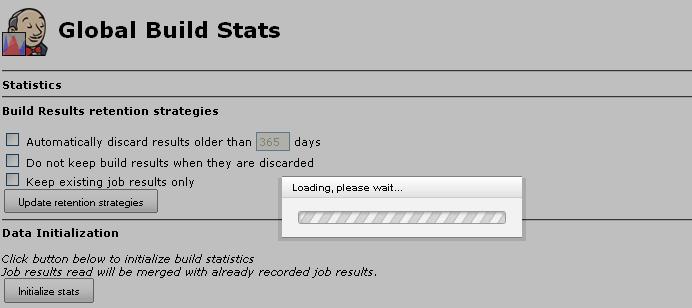 Global Build Stats
Statistics
Build Results retention strategies
Automatically discard results older than 365 days
Do not keep build results when they are discarded
Keep existing job results only
Loading, please wait...
Update retention strategies
Data Initialization
Click button below to initialize build statistics
Job results read will be merged with already recorded job results.
Initialize stats